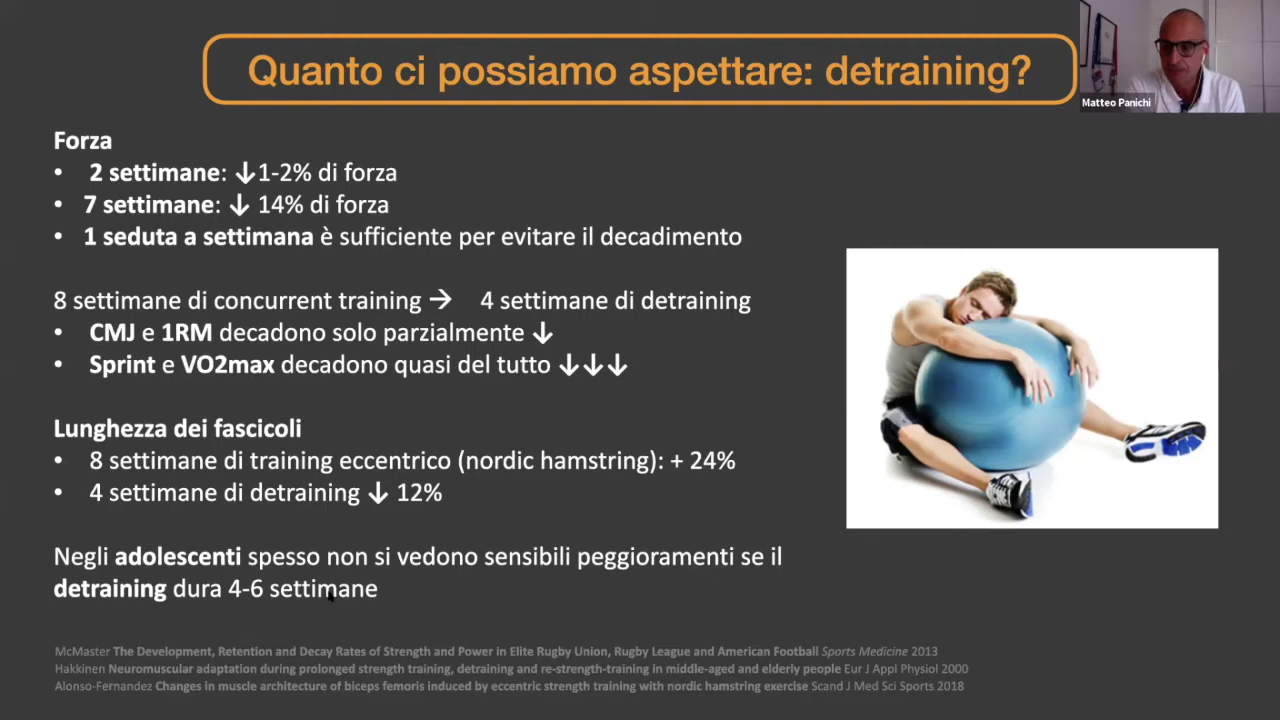 Quanto ci possiamo aspettare: detraining?
Matteo Panichi
Forza
• 2 settimane: ↓1-2% di forza
• 7 settimane: ↓ 14% di forza
• 1 seduta a settimana è sufficiente per evitare il decadimento
8 settimane di concurrent training → 4 settimane di detraining
• CMJ e 1RM decadono solo parzialmente ↓
• Sprint e VO2max decadono quasi del tutto ↓↓↓
Lunghezza dei fascicoli
• 8 settimane di training eccentrico (nordic hamstring): + 24%
• 4 settimane di detraining ↓ 12%
Negli adolescenti spesso non si vedono sensibili peggioramenti se il
detraining dura 4-6 settimane
McMaster The Development, Retention and Decay Rates of Strength and Power in Elite Rugby Union, Rugby League and American Football Sports Medicine 2013
Hakkinen Neuromuscular adaptation during prolonged strength training, detraining and re-strength-training in middle-aged and elderly people Eur J Appl Physiol 2000
Alonso-Fernandez Changes in muscle architecture of biceps femoris induced by eccentric strength training with nordic hamstring exercise Scand J Med Sci Sports 2018